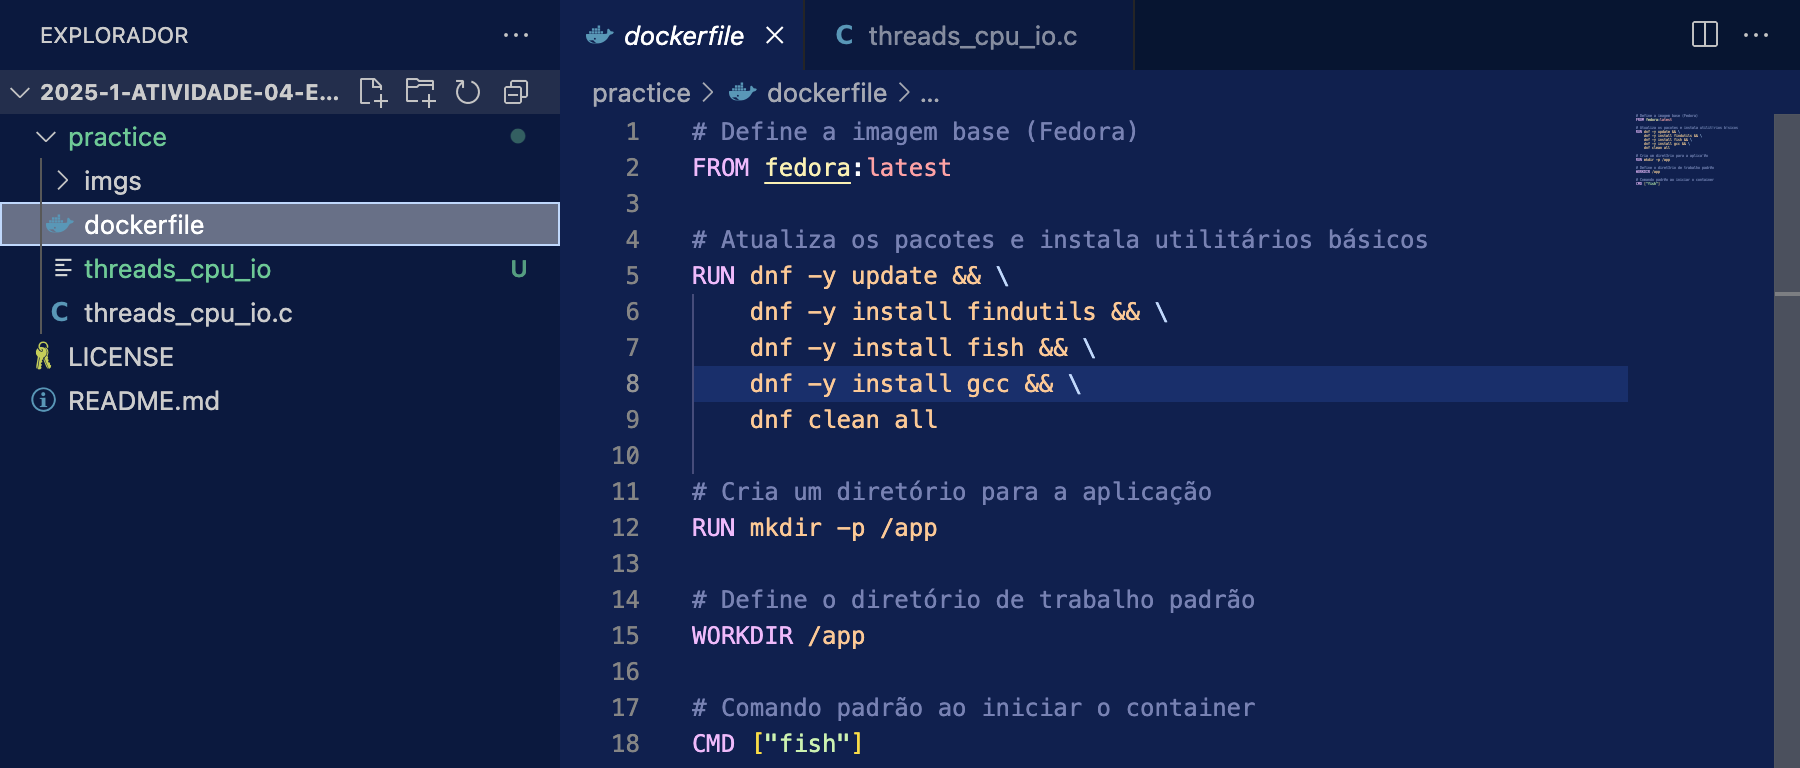 EXPLORADOR
2025-1-ATIVIDADE-04-E...
practice
imgs
dockerfile
threads_cpu_io U
threads_cpu_io.c
LICENSE
README.md
dockerfile
threads_cpu_io.c
practice > dockerfile > ...
1 # Define a imagem base (Fedora)
2 FROM fedora:latest
3
4 # Atualiza os pacotes e instala utilitários básicos
5 RUN dnf -y update && \
6 dnf -y install findutils && \
7 dnf -y install fish && \
8 dnf -y install gcc && \
9 dnf clean all
10
11 # Cria um diretório para a aplicação
12 RUN mkdir -p /app
13
14 # Define o diretório de trabalho padrão
15 WORKDIR /app
16
17 # Comando padrão ao iniciar o container
18 CMD ["fish"]